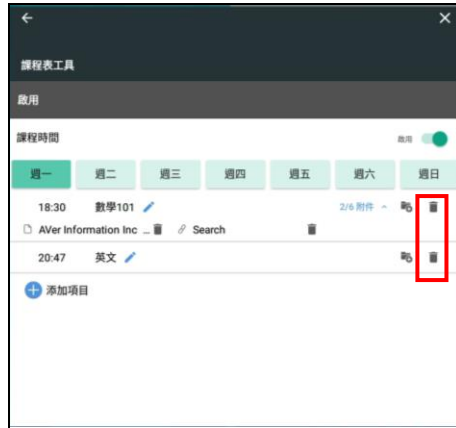 課程表工具
啟用
課程時間 啟用
週一 週二 週三 週四 週五 週六 週日
18:30 數學101 2/6 附件
AVer Information Inc ... Search
20:47 英文
添加項目